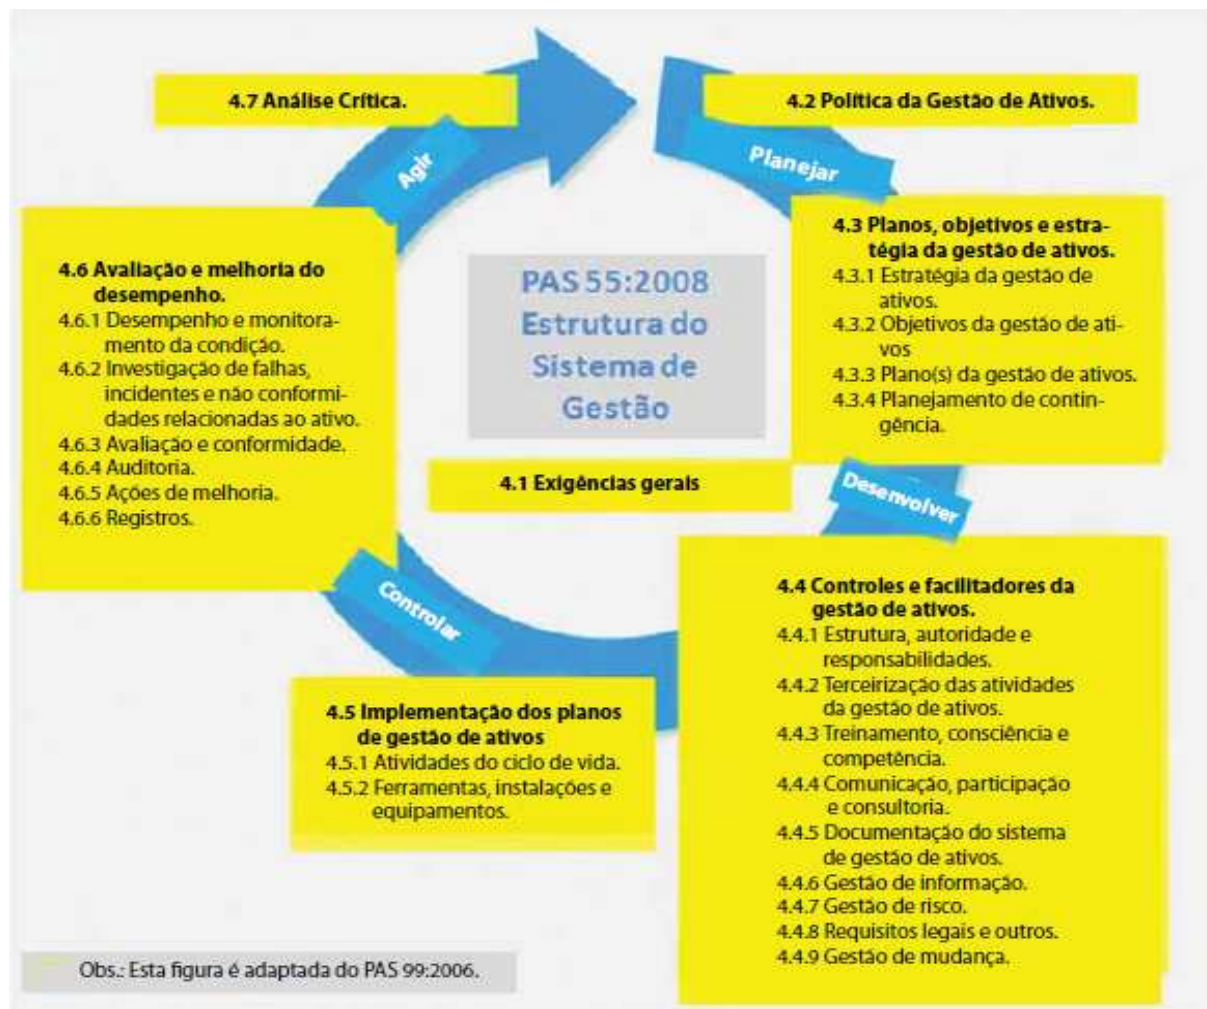 4.7 Análise Crítica.
4.2 Política da Gestão de Ativos.
Agir
Planejar
4.3 Planos, objetivos e estra-
tégia da gestão de ativos.
4.3.1 Estratégia da gestão de
ativos.
4.3.2 Objetivos da gestão de ati-
vos
4.3.3 Plano(s) da gestão de ativos.
4.3.4 Planejamento de contin-
gência.
4.6 Avaliação e melhoria do
desempenho.
4.6.1 Desempenho e monitora-
mento da condição.
4.6.2 Investigação de falhas,
incidentes e não conformi-
dades relacionadas ao ativo.
4.6.3 Avaliação e conformidade.
4.6.4 Auditoria.
4.6.5 Ações de melhoria.
4.6.6 Registros.
PAS 55:2008
Estrutura do
Sistema de
Gestão
4.1 Exigências gerais
Desenvolver
Controlar
4.4 Controles e facilitadores da
gestão de ativos.
4.4.1 Estrutura, autoridade e
responsabilidades.
4.4.2 Terceirização das atividades
da gestão de ativos.
4.4.3 Treinamento, consciência e
competência.
4.4.4 Comunicação, participação
e consultoria.
4.4.5 Documentação do sistema
de gestão de ativos.
4.4.6 Gestão de informação.
4.4.7 Gestão de risco.
4.4.8 Requisitos legais e outros.
4.4.9 Gestão de mudança.
4.5 Implementação dos planos
de gestão de ativos
4.5.1 Atividades do ciclo de vida.
4.5.2 Ferramentas, instalações e
equipamentos.
Obs.: Esta figura é adaptada do PAS 99:2006.